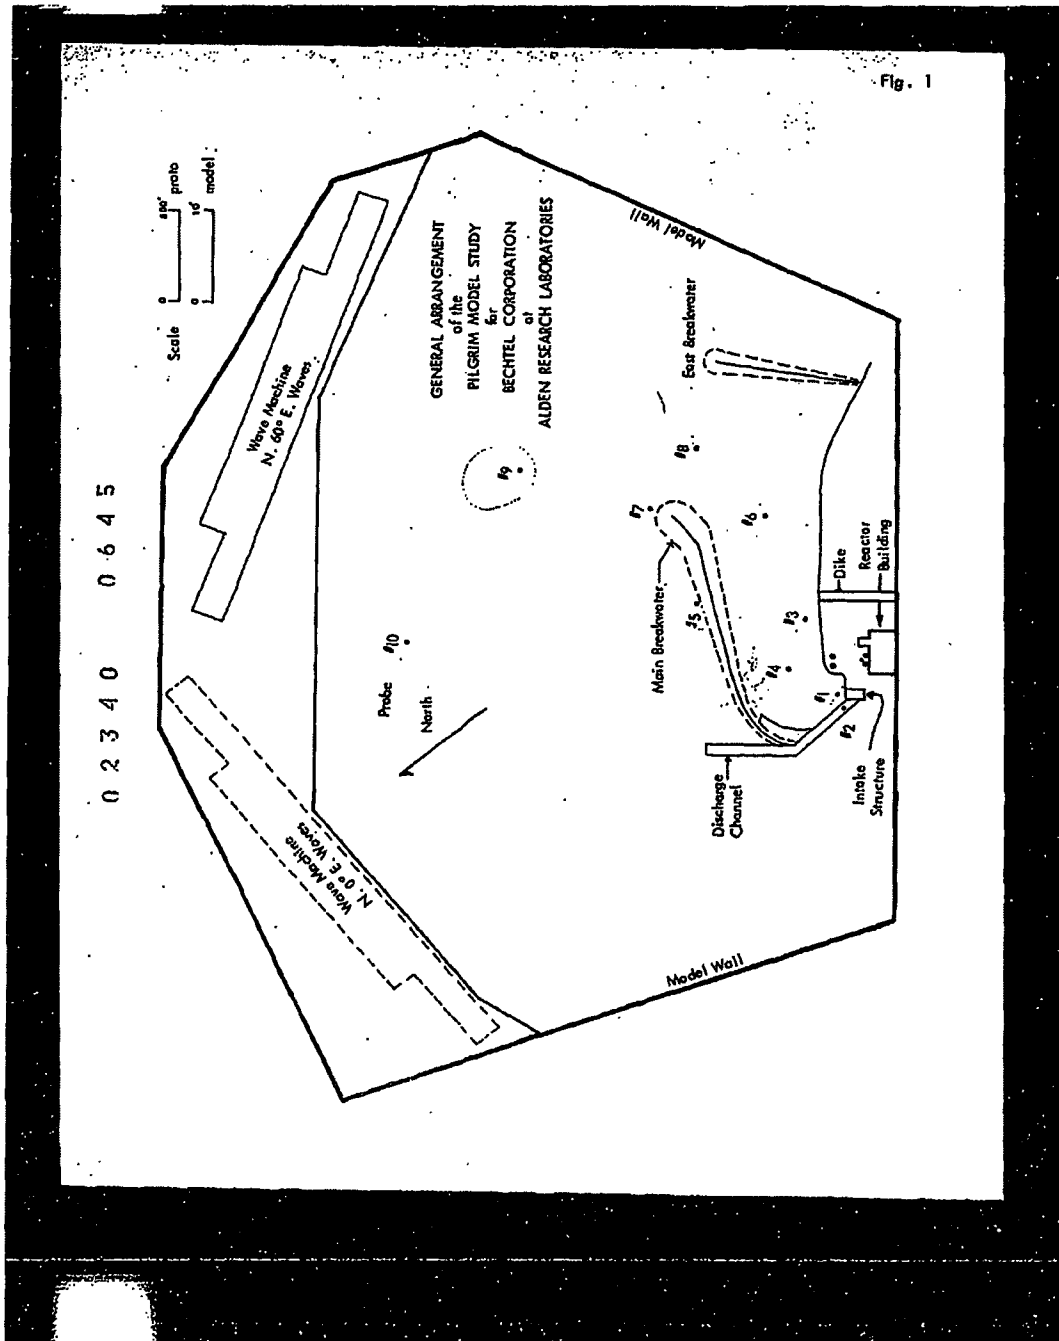 Fig. 1
Scale
0 800' proto
0 10' model
Wave Machine
N. 60° E. Waves
GENERAL ARRANGEMENT
of the
PILGRIM MODEL STUDY
for
BECHTEL CORPORATION
at
ALDEN RESEARCH LABORATORIES
Model Wall
East Breakwater
0 2 3 4 0 0 6 4 5
Wave Machine
N. 0° E. Waves
Probe #10
North
#9
#8
#7
#6
#5
#4
#3
#1
#2
Main Breakwater
Dike
Reactor
Building
Discharge
Channel
Intake
Structure
Model Wall